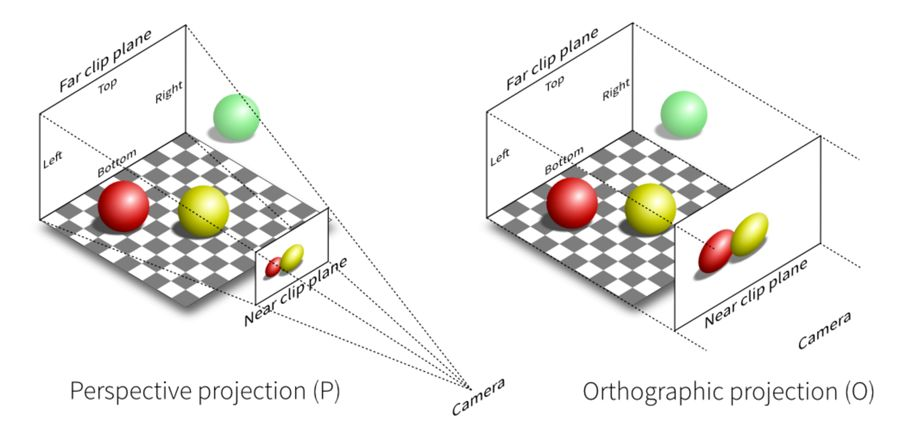 Far clip plane
Top
Right
Left
Bottom
Near clip plane
Camera
Perspective projection (P)
Far clip plane
Top
Right
Left
Bottom
Near clip plane
Camera
Orthographic projection (O)